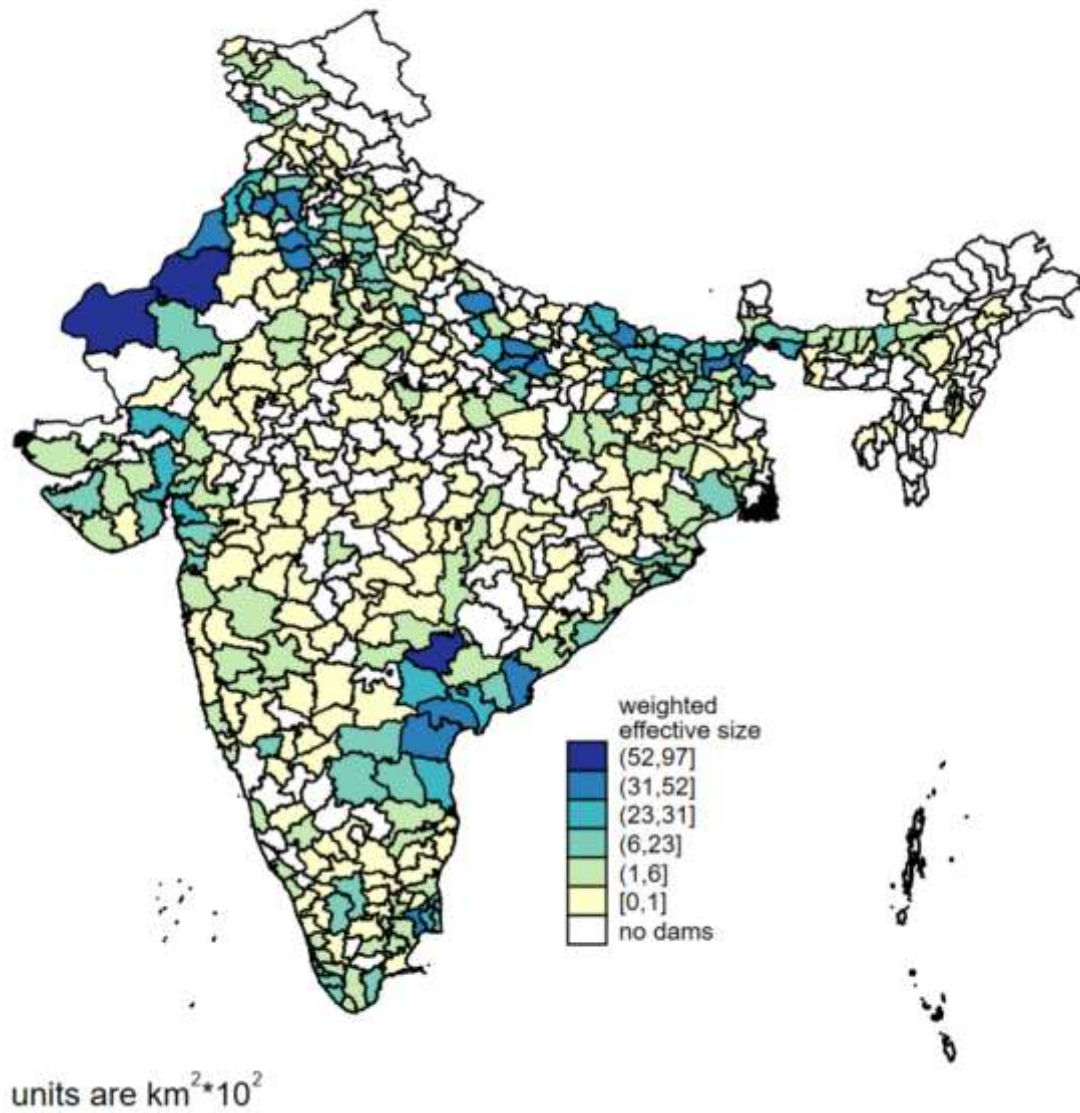 weighted
effective size
(52,97]
(31,52]
(23,31]
(6,23]
(1,6]
[0,1]
no dams
units are km²*10²